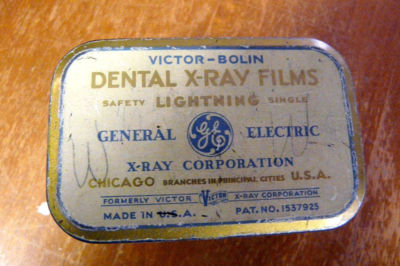 VICTOR-BOLIN
DENTAL X-RAY FILMS
SAFETY LIGHTNING SINGLE
GENERAL GE ELECTRIC
X-RAY CORPORATION
CHICAGO BRANCHES IN PRINCIPAL CITIES U.S.A.
FORMERLY VICTOR VICTOR X-RAY CORPORATION
MADE IN U.S.A. PAT. NO. 1537925
W